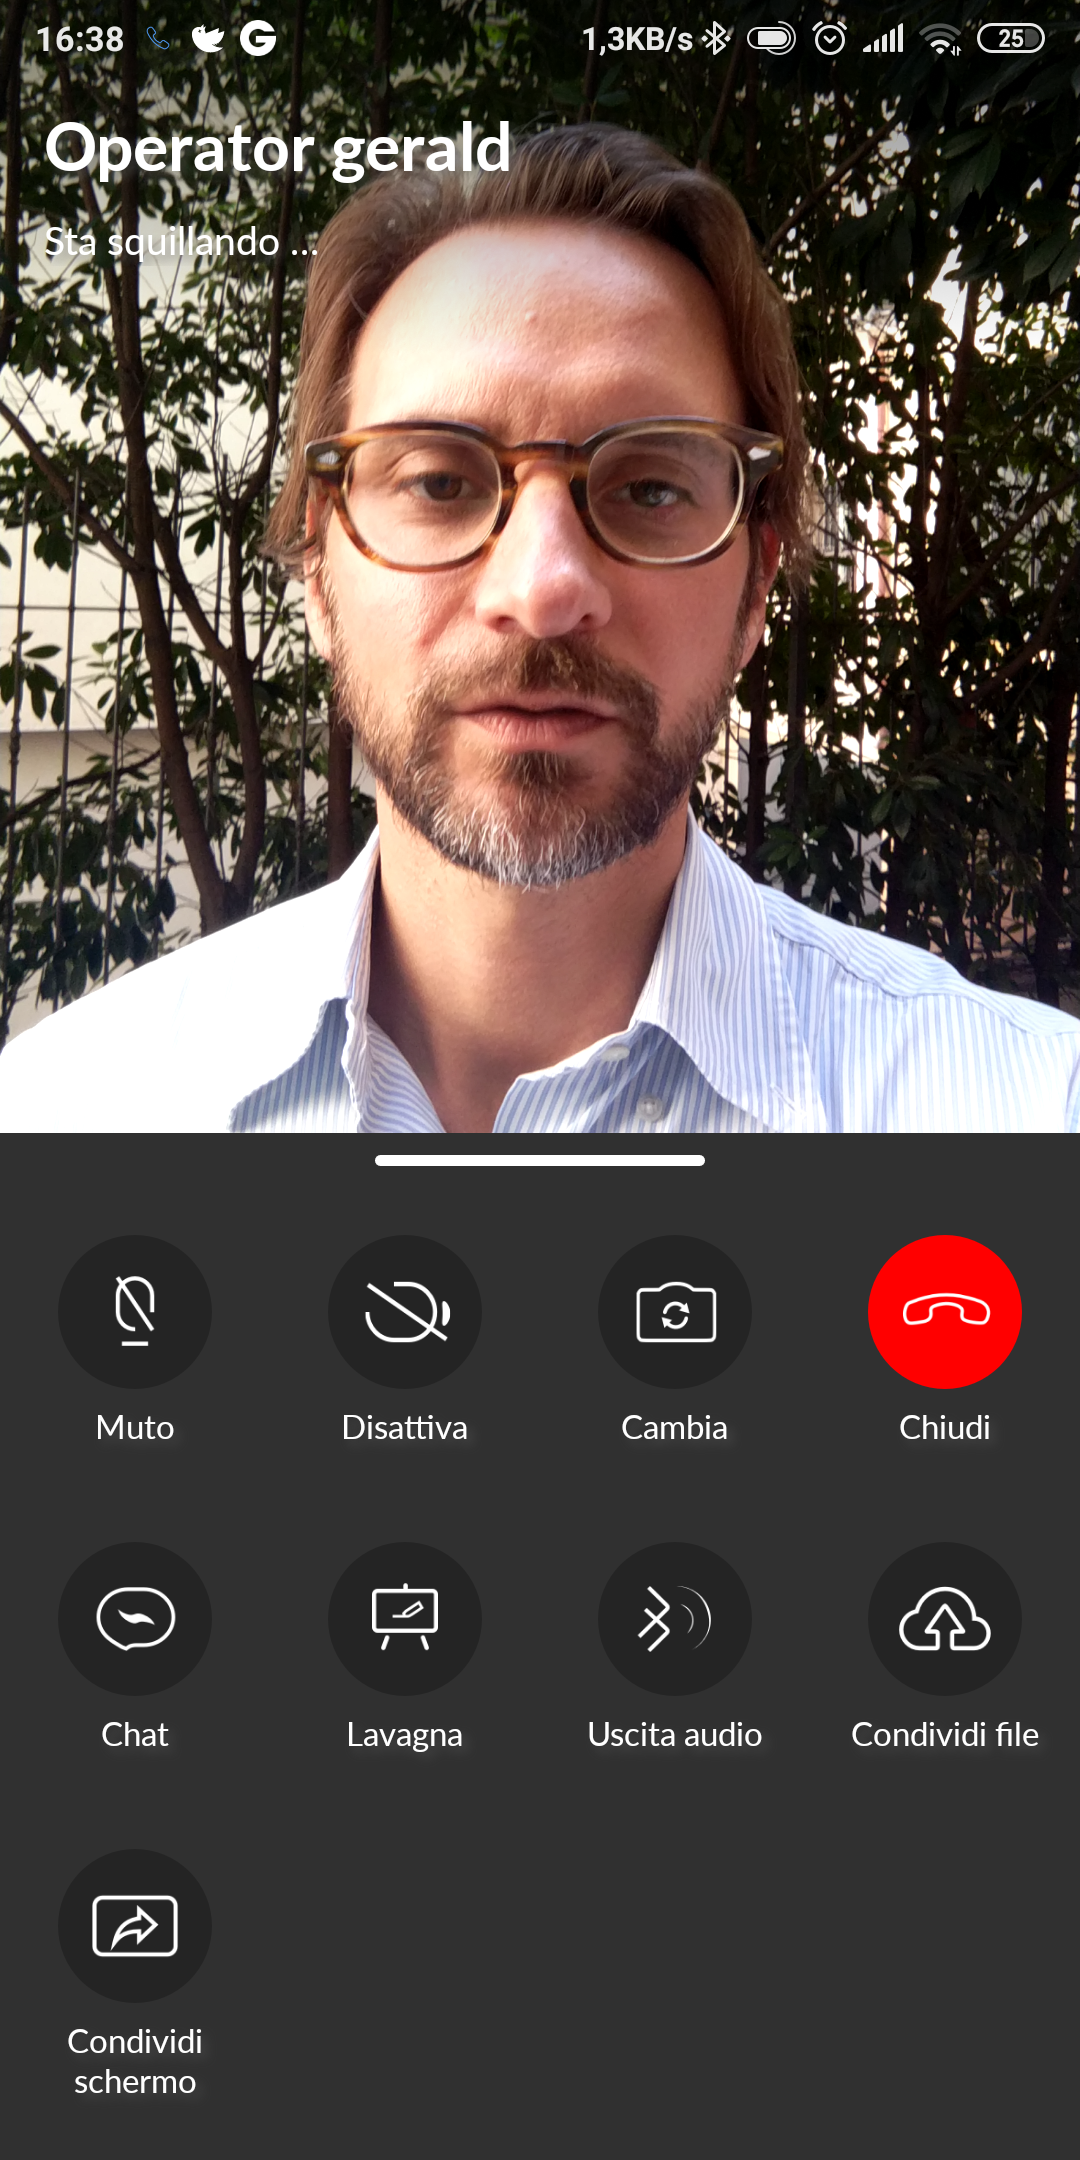 16:38 1,3KB/s 25
Operator gerald
Sta squillando ...
Muto Disattiva Cambia Chiudi
Chat Lavagna Uscita audio Condividi file
Condividi
schermo